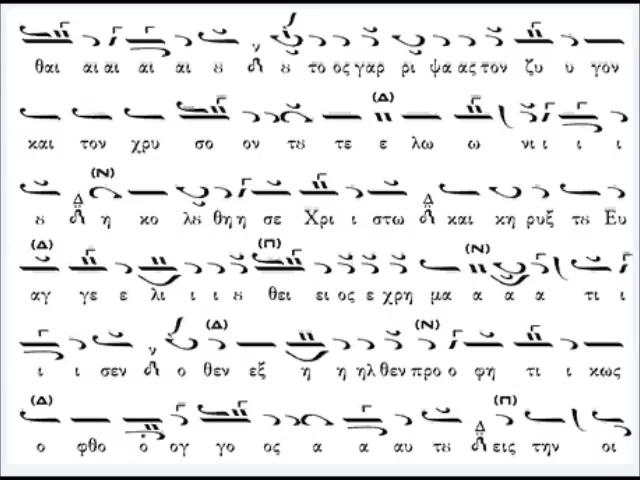 θαι αι αι αι αι ȣ ȣ το ος γαρ ρι ψα ας τον ζυ υ γον
και τον χρυ σο ον τȣ τε ε λω ω νι ι ι ι
ȣ η κο λȣ θη η σε Χρι ι στω και κη ρυξ τȣ Ευ
αγ γε ε λι ι ι ȣ θει ει ος ε χρη μα α α α τι ι
ι ι σεν ο θεν εξ η η ηλ θεν προ ο φη τι ι κως
ο φθο ο ογ γο ος α α αυ τȣ εις την οι